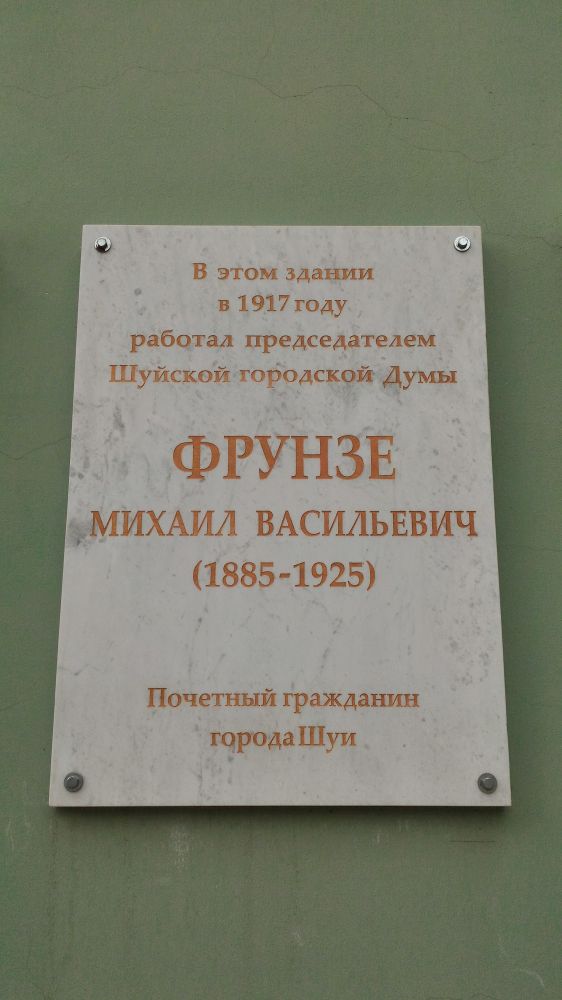 В этом здании
в 1917 году
работал председателем
Шуйской городской Думы
ФРУНЗЕ
МИХАИЛ ВАСИЛЬЕВИЧ
(1885-1925)
Почетный гражданин
города Шуи